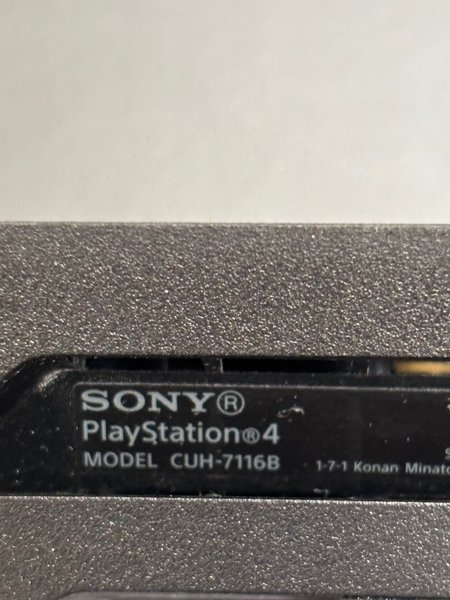 SONY®
PlayStation®4
MODEL CUH-7116B
1-7-1 Konan Minato